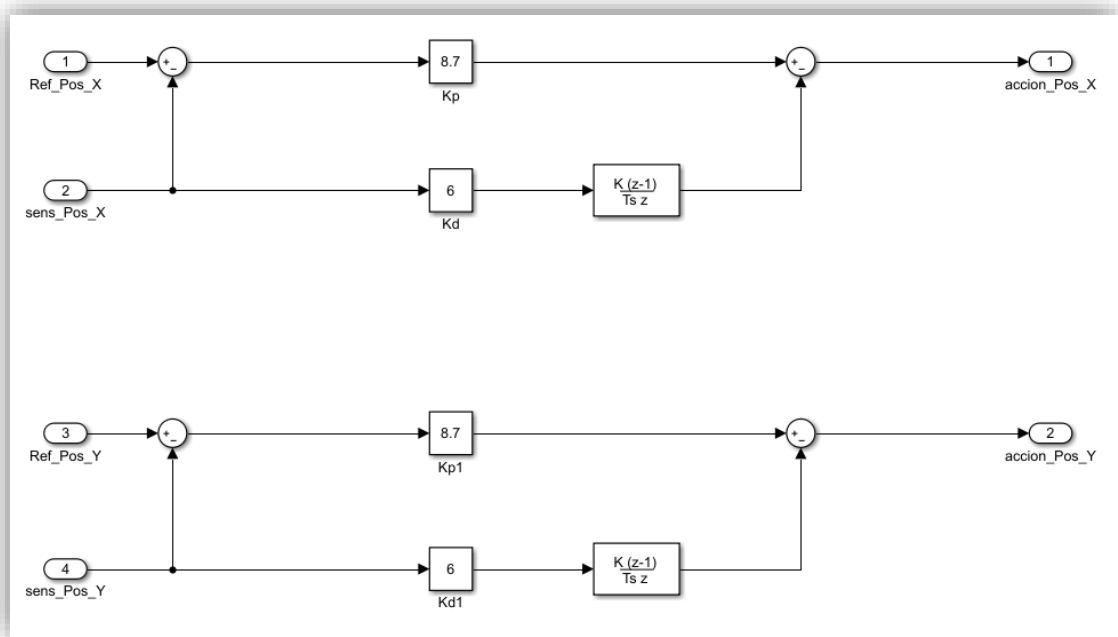 1
+
-
8.7
+
-
1
Ref_Pos_X
Kp
accion_Pos_X
2
6
K (z-1)
Ts z
sens_Pos_X
Kd
3
+
-
8.7
+
-
2
Ref_Pos_Y
Kp1
accion_Pos_Y
4
6
K (z-1)
Ts z
sens_Pos_Y
Kd1